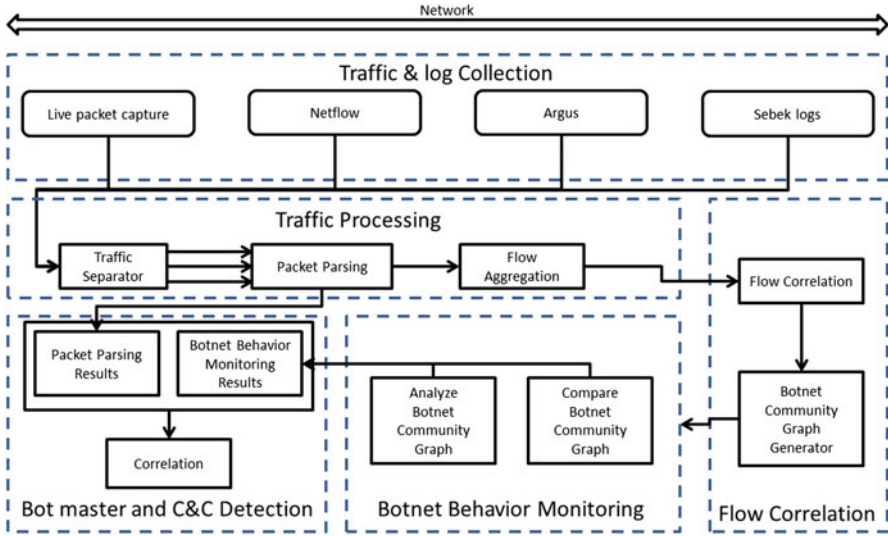 Network
Traffic & log Collection
Live packet capture
Netflow
Argus
Sebek logs
Traffic Processing
Traffic
Separator
Packet Parsing
Flow
Aggregation
Flow Correlation
Packet Parsing
Results
Botnet Behavior
Monitoring
Results
Analyze
Botnet
Community
Graph
Compare
Botnet
Community
Graph
Botnet
Community
Graph
Generator
Correlation
Bot master and C&C Detection
Botnet Behavior Monitoring
Flow Correlation